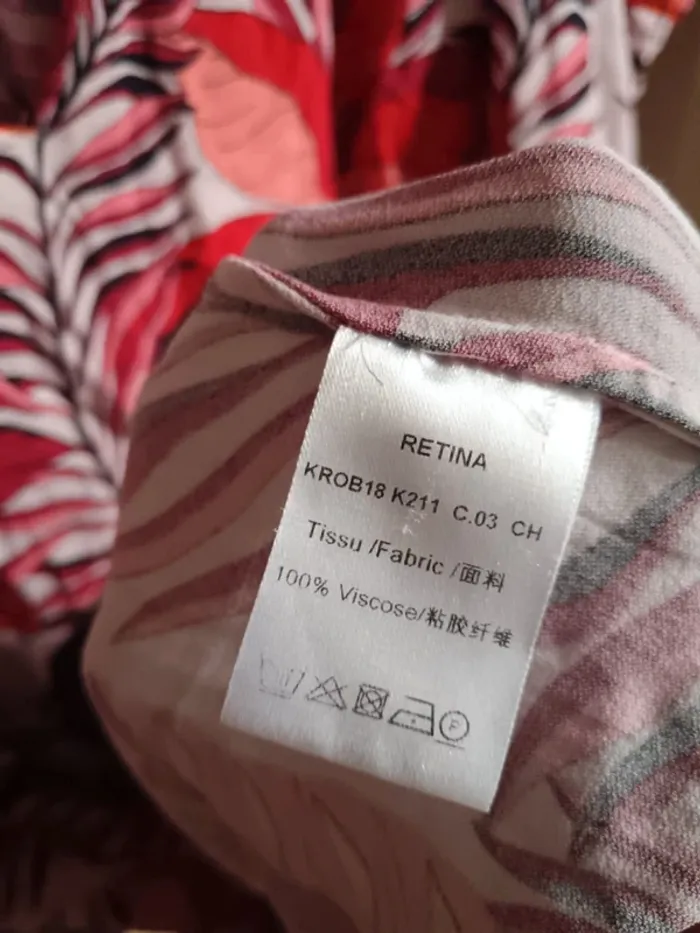 RETINA
KROB18 K211 C.03 CH
Tissu /Fabric /面料
100% Viscose/粘胶纤维
P